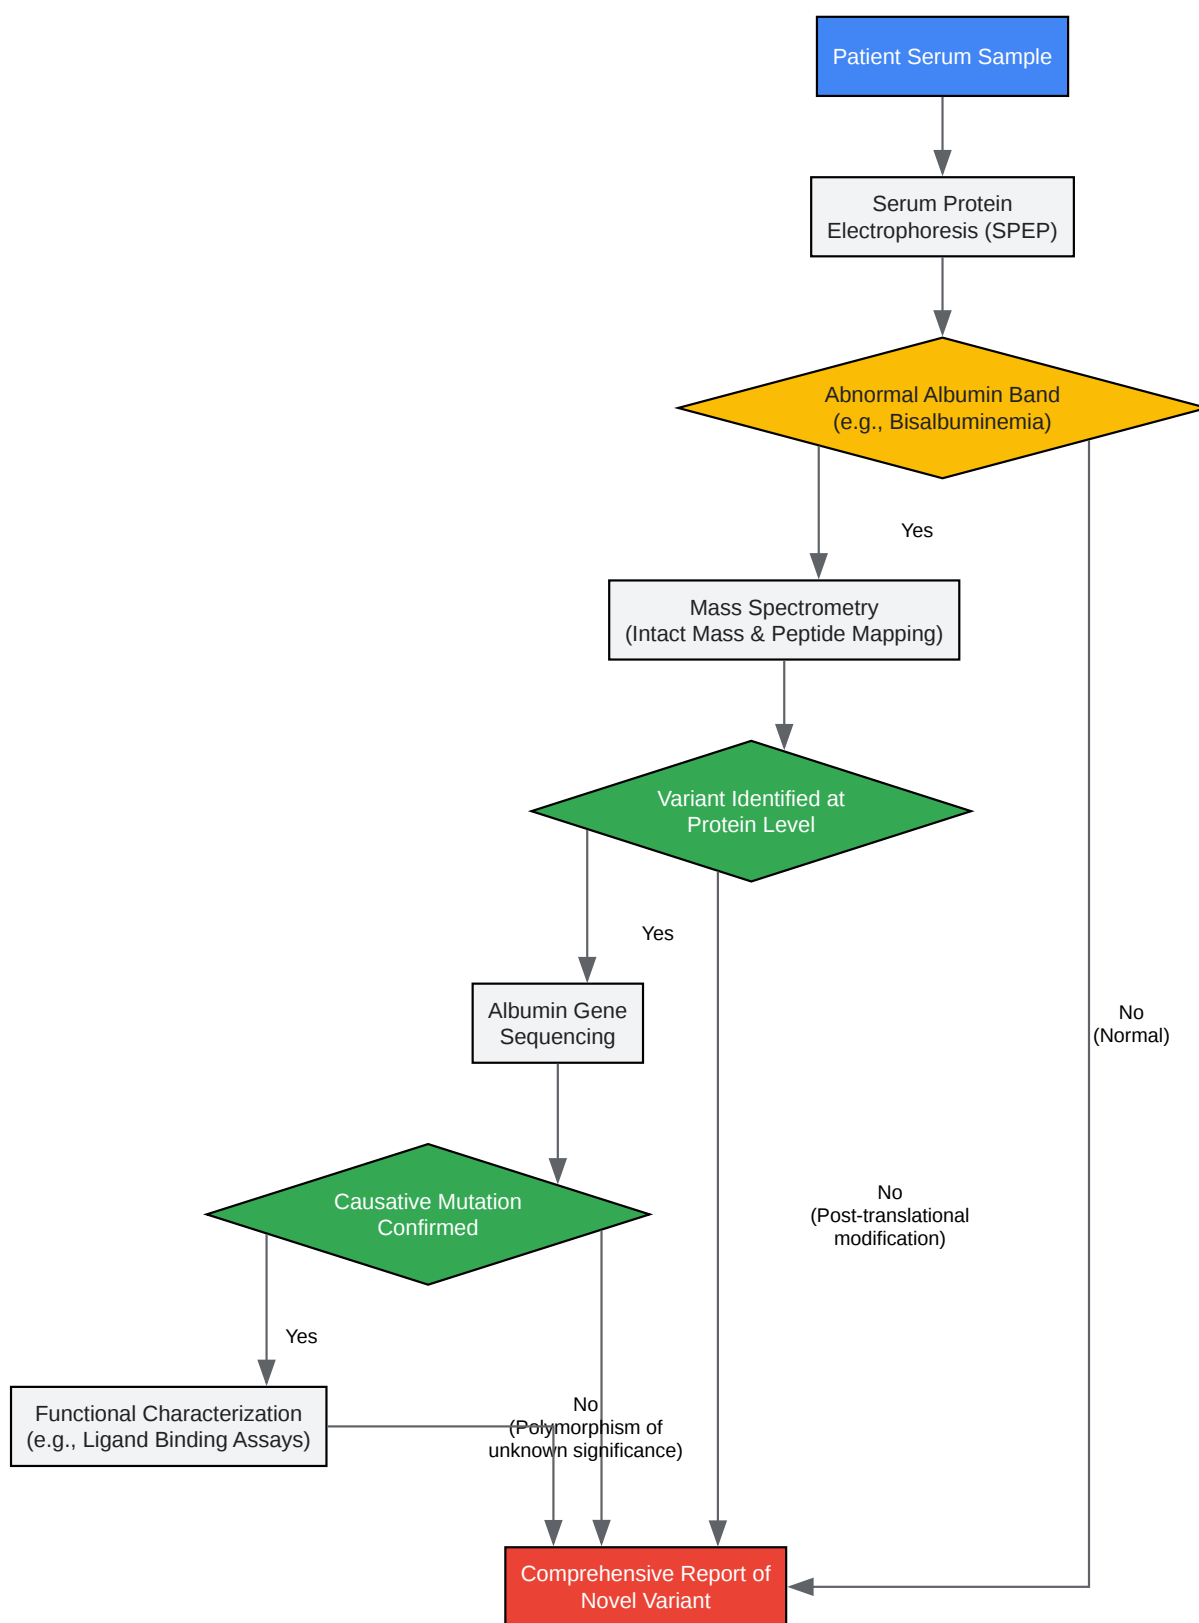 Patient Serum Sample
Serum Protein
Electrophoresis (SPEP)
Abnormal Albumin Band
(e.g., Bisalbuminemia)
Yes
Mass Spectrometry
(Intact Mass & Peptide Mapping)
Variant Identified at
Protein Level
Yes
Albumin Gene
Sequencing
No
(Normal)
Causative Mutation
Confirmed
No
(Post-translational
modification)
Yes
Functional Characterization
(e.g., Ligand Binding Assays)
No
(Polymorphism of
unknown significance)
Comprehensive Report of
Novel Variant